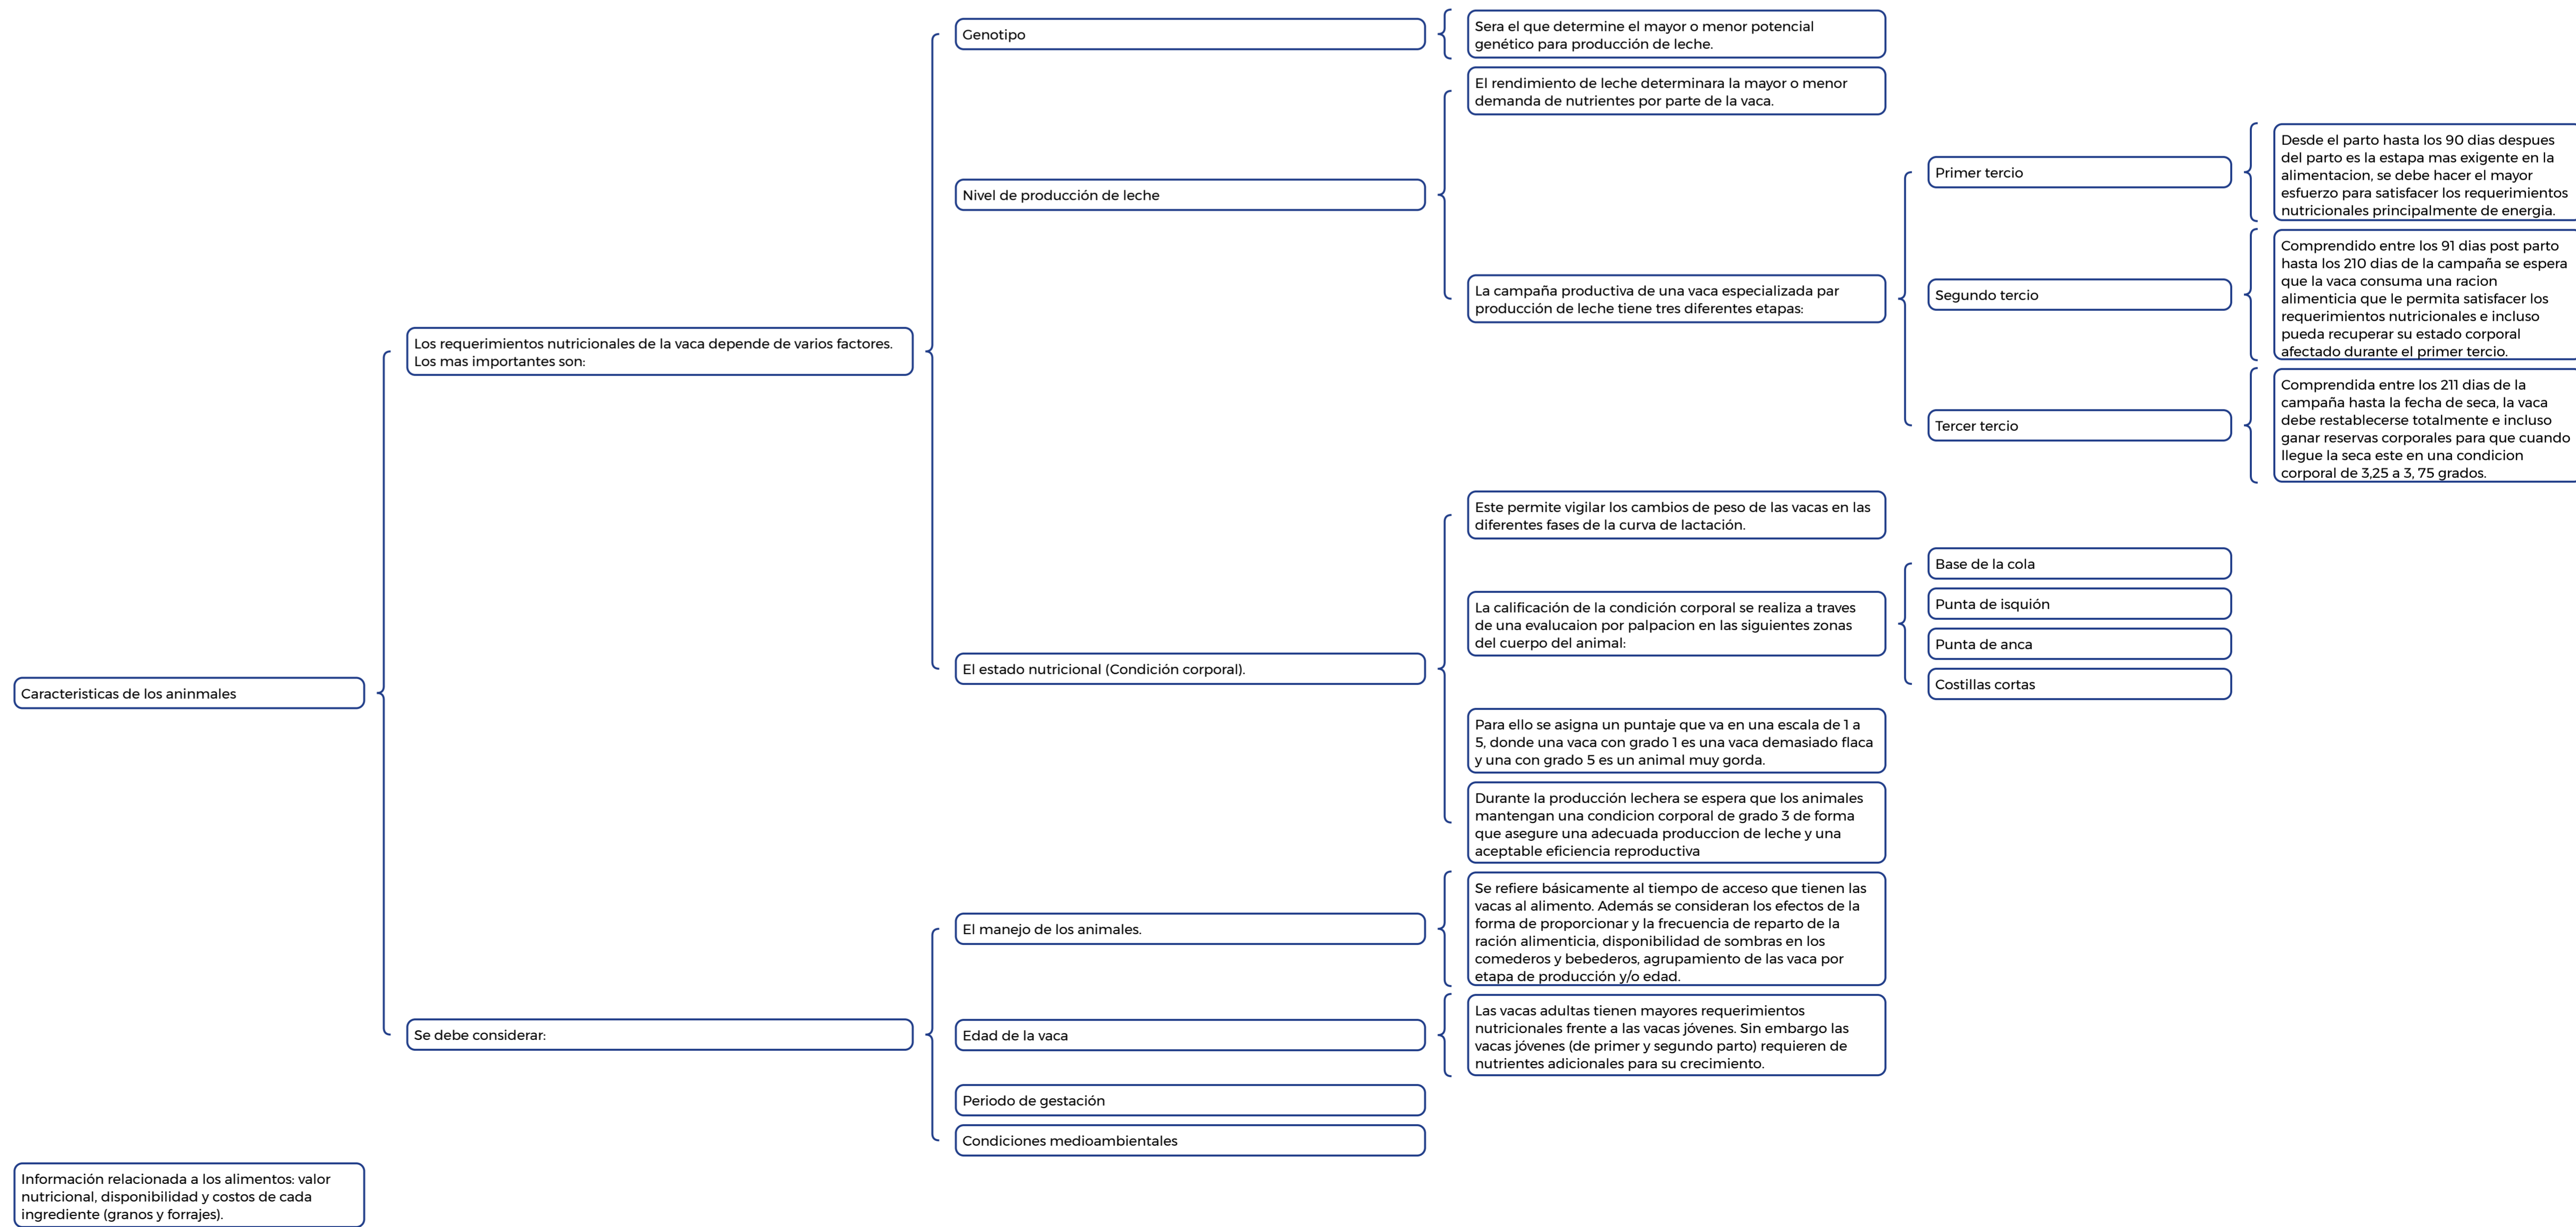 Genotipo
Sera el que determine el mayor o menor potencial
genético para producción de leche.
El rendimiento de leche determinara la mayor o menor
demanda de nutrientes por parte de la vaca.
Nivel de producción de leche
La campaña productiva de una vaca especializada par
producción de leche tiene tres diferentes etapas:
Primer tercio
Desde el parto hasta los 90 dias despues
del parto es la estapa mas exigente en la
alimentacion, se debe hacer el mayor
esfuerzo para satisfacer los requerimientos
nutricionales principalmente de energia.
Segundo tercio
Comprendido entre los 91 dias post parto
hasta los 210 dias de la campaña se espera
que la vaca consuma una racion
alimenticia que le permita satisfacer los
requerimientos nutricionales e incluso
pueda recuperar su estado corporal
afectado durante el primer tercio.
Tercer tercio
Comprendida entre los 211 dias de la
campaña hasta la fecha de seca, la vaca
debe restablecerse totalmente e incluso
ganar reservas corporales para que cuando
llegue la seca este en una condicion
corporal de 3,25 a 3, 75 grados.
Los requerimientos nutricionales de la vaca depende de varios factores.
Los mas importantes son:
Este permite vigilar los cambios de peso de las vacas en las
diferentes fases de la curva de lactación.
La calificación de la condición corporal se realiza a traves
de una evalucaion por palpacion en las siguientes zonas
del cuerpo del animal:
Base de la cola
Punta de isquión
Punta de anca
Costillas cortas
El estado nutricional (Condición corporal).
Para ello se asigna un puntaje que va en una escala de 1 a
5, donde una vaca con grado 1 es una vaca demasiado flaca
y una con grado 5 es un animal muy gorda.
Durante la producción lechera se espera que los animales
mantengan una condicion corporal de grado 3 de forma
que asegure una adecuada produccion de leche y una
aceptable eficiencia reproductiva
Caracteristicas de los aninmales
El manejo de los animales.
Se refiere básicamente al tiempo de acceso que tienen las
vacas al alimento. Además se consideran los efectos de la
forma de proporcionar y la frecuencia de reparto de la
ración alimenticia, disponibilidad de sombras en los
comederos y bebederos, agrupamiento de las vaca por
etapa de producción y/o edad.
Se debe considerar:
Edad de la vaca
Las vacas adultas tienen mayores requerimientos
nutricionales frente a las vacas jóvenes. Sin embargo las
vacas jóvenes (de primer y segundo parto) requieren de
nutrientes adicionales para su crecimiento.
Periodo de gestación
Condiciones medioambientales
Información relacionada a los alimentos: valor
nutricional, disponibilidad y costos de cada
ingrediente (granos y forrajes).